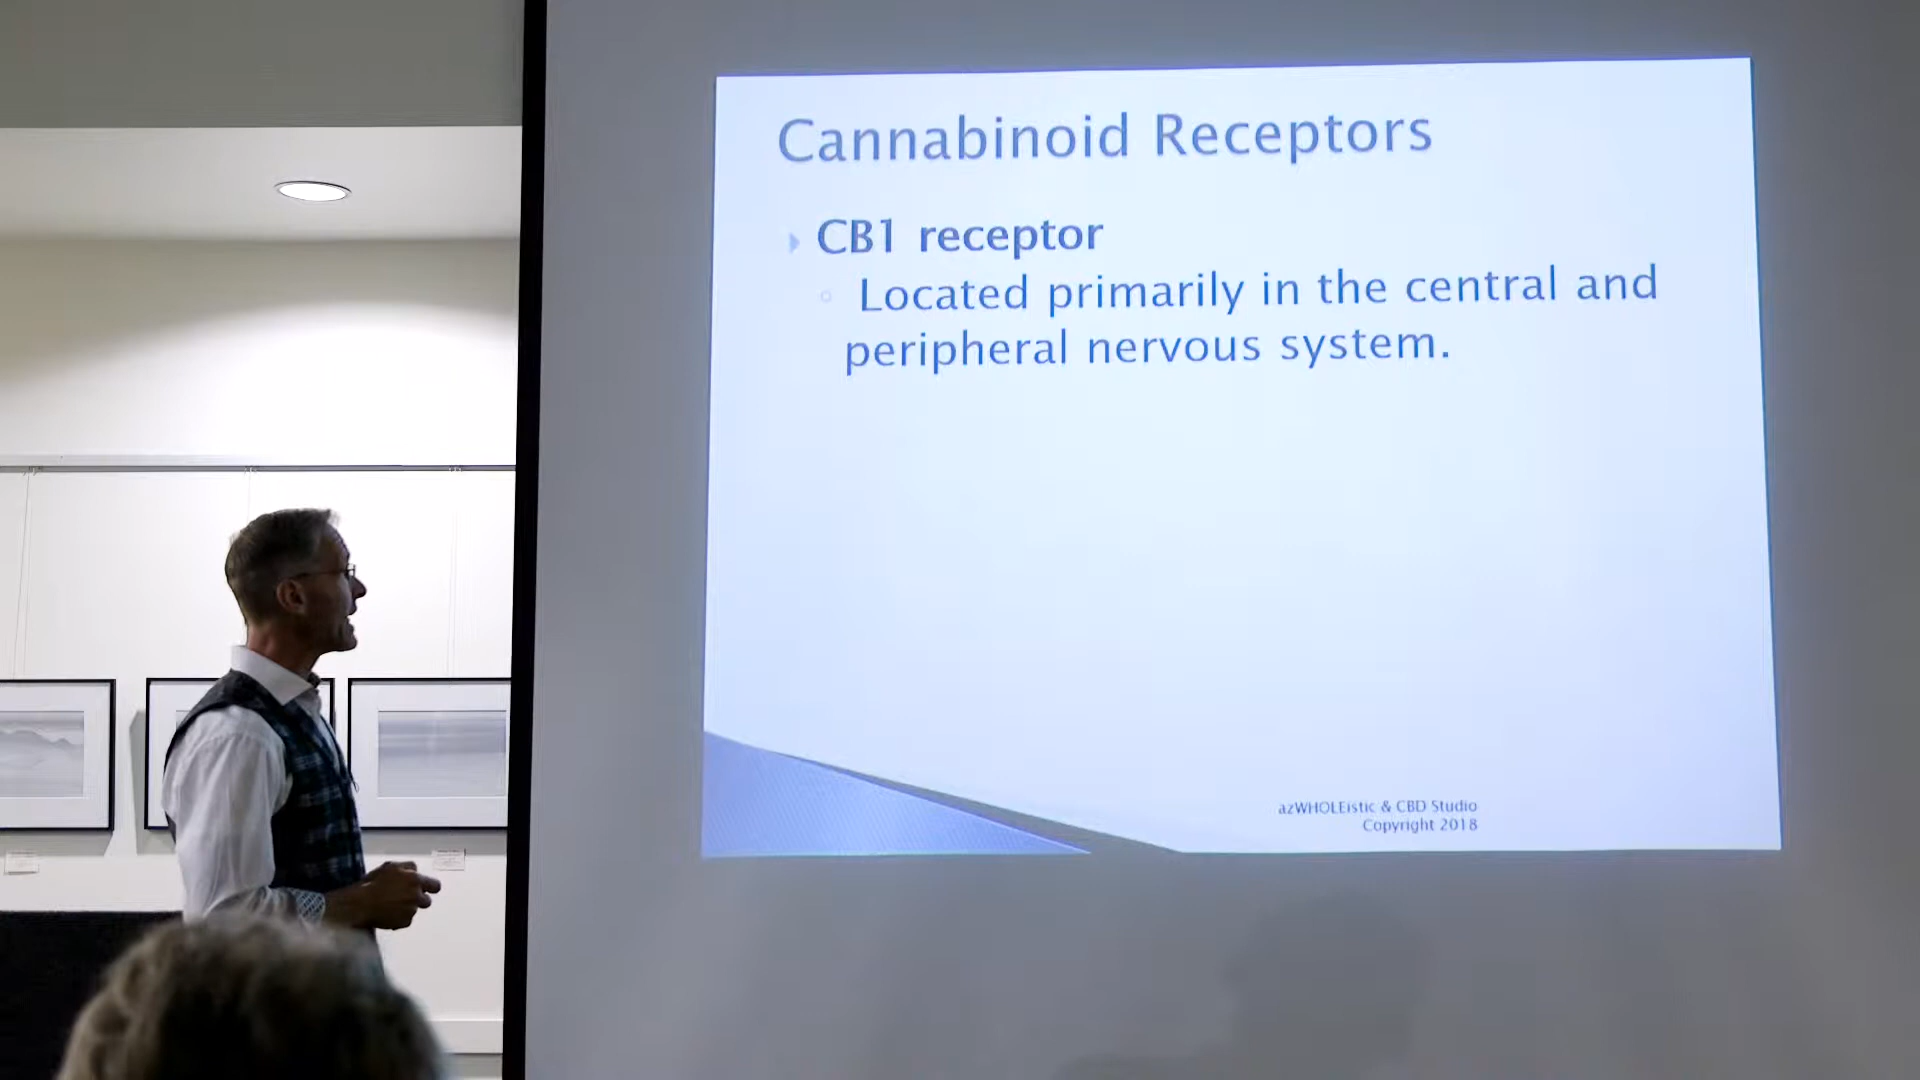 Cannabinoid Receptors
CB1 receptor
Located primarily in the central and
peripheral nervous system.
azWHOLEistic & CBD Studio
Copyright 2018